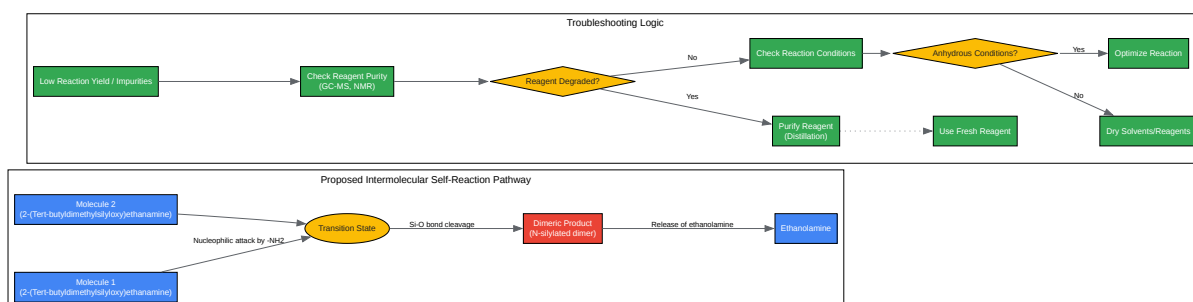 Troubleshooting Logic
Low Reaction Yield / Impurities
Check Reagent Purity
(GC-MS, NMR)
Reagent Degraded?
No
Yes
Check Reaction Conditions
Anhydrous Conditions?
Yes
No
Optimize Reaction
Purify Reagent
(Distillation)
Use Fresh Reagent
Dry Solvents/Reagents
Proposed Intermolecular Self-Reaction Pathway
Molecule 2
(2-(Tert-butyldimethylsilyloxy)ethanamine)
Nucleophilic attack by -NH2
Molecule 1
(2-(Tert-butyldimethylsilyloxy)ethanamine)
Transition State
Si-O bond cleavage
Dimeric Product
(N-silylated dimer)
Release of ethanolamine
Ethanolamine